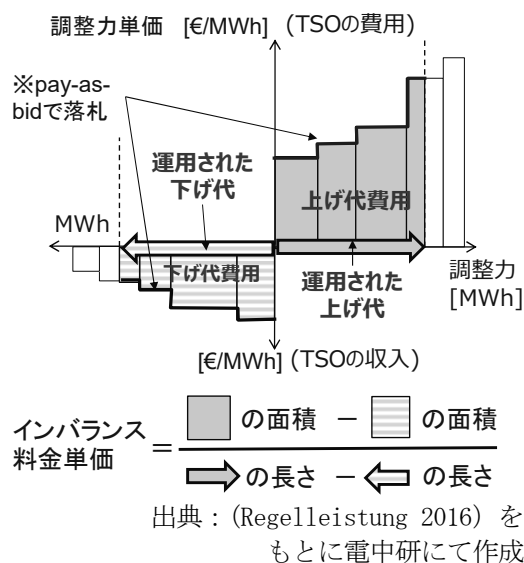 調整力単価 [€/MWh] (TSOの費用)
※pay-as-
bidで落札
運用された
下げ代
上げ代費用
MWh
下げ代費用
運用された
上げ代
調整力
[MWh]
[€/MWh] (TSOの収入)
インバランス
料金単価
=
の面積 － の面積
の長さ － の長さ
出典：(Regelleistung 2016) を
もとに電中研にて作成